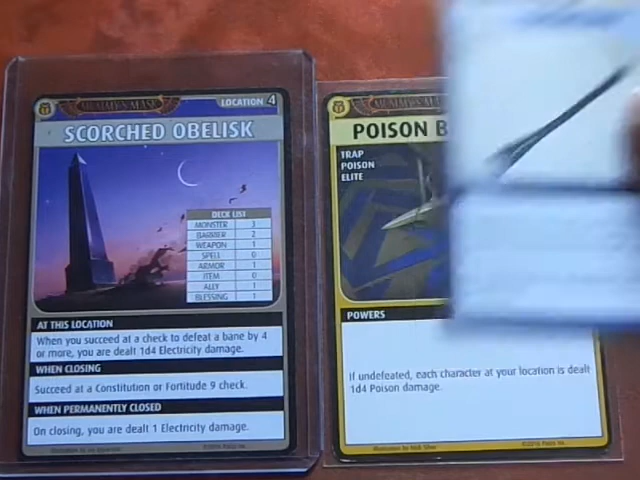 MUMMY'S MASK
LOCATION 4
SCORCHED OBELISK
DECK LIST
MONSTER 3
BARRIER 2
WEAPON 1
SPELL 0
ARMOR 1
ITEM 0
ALLY 1
BLESSING 1
AT THIS LOCATION
When you succeed at a check to defeat a bane by 4
or more, you are dealt 1d4 Electricity damage.
WHEN CLOSING
Succeed at a Constitution or Fortitude 9 check.
WHEN PERMANENTLY CLOSED
On closing, you are dealt 1 Electricity damage.
MUMMY'S MA
POISON B
TRAP
POISON
ELITE
POWERS
If undefeated, each character at your location is dealt
1d4 Poison damage.